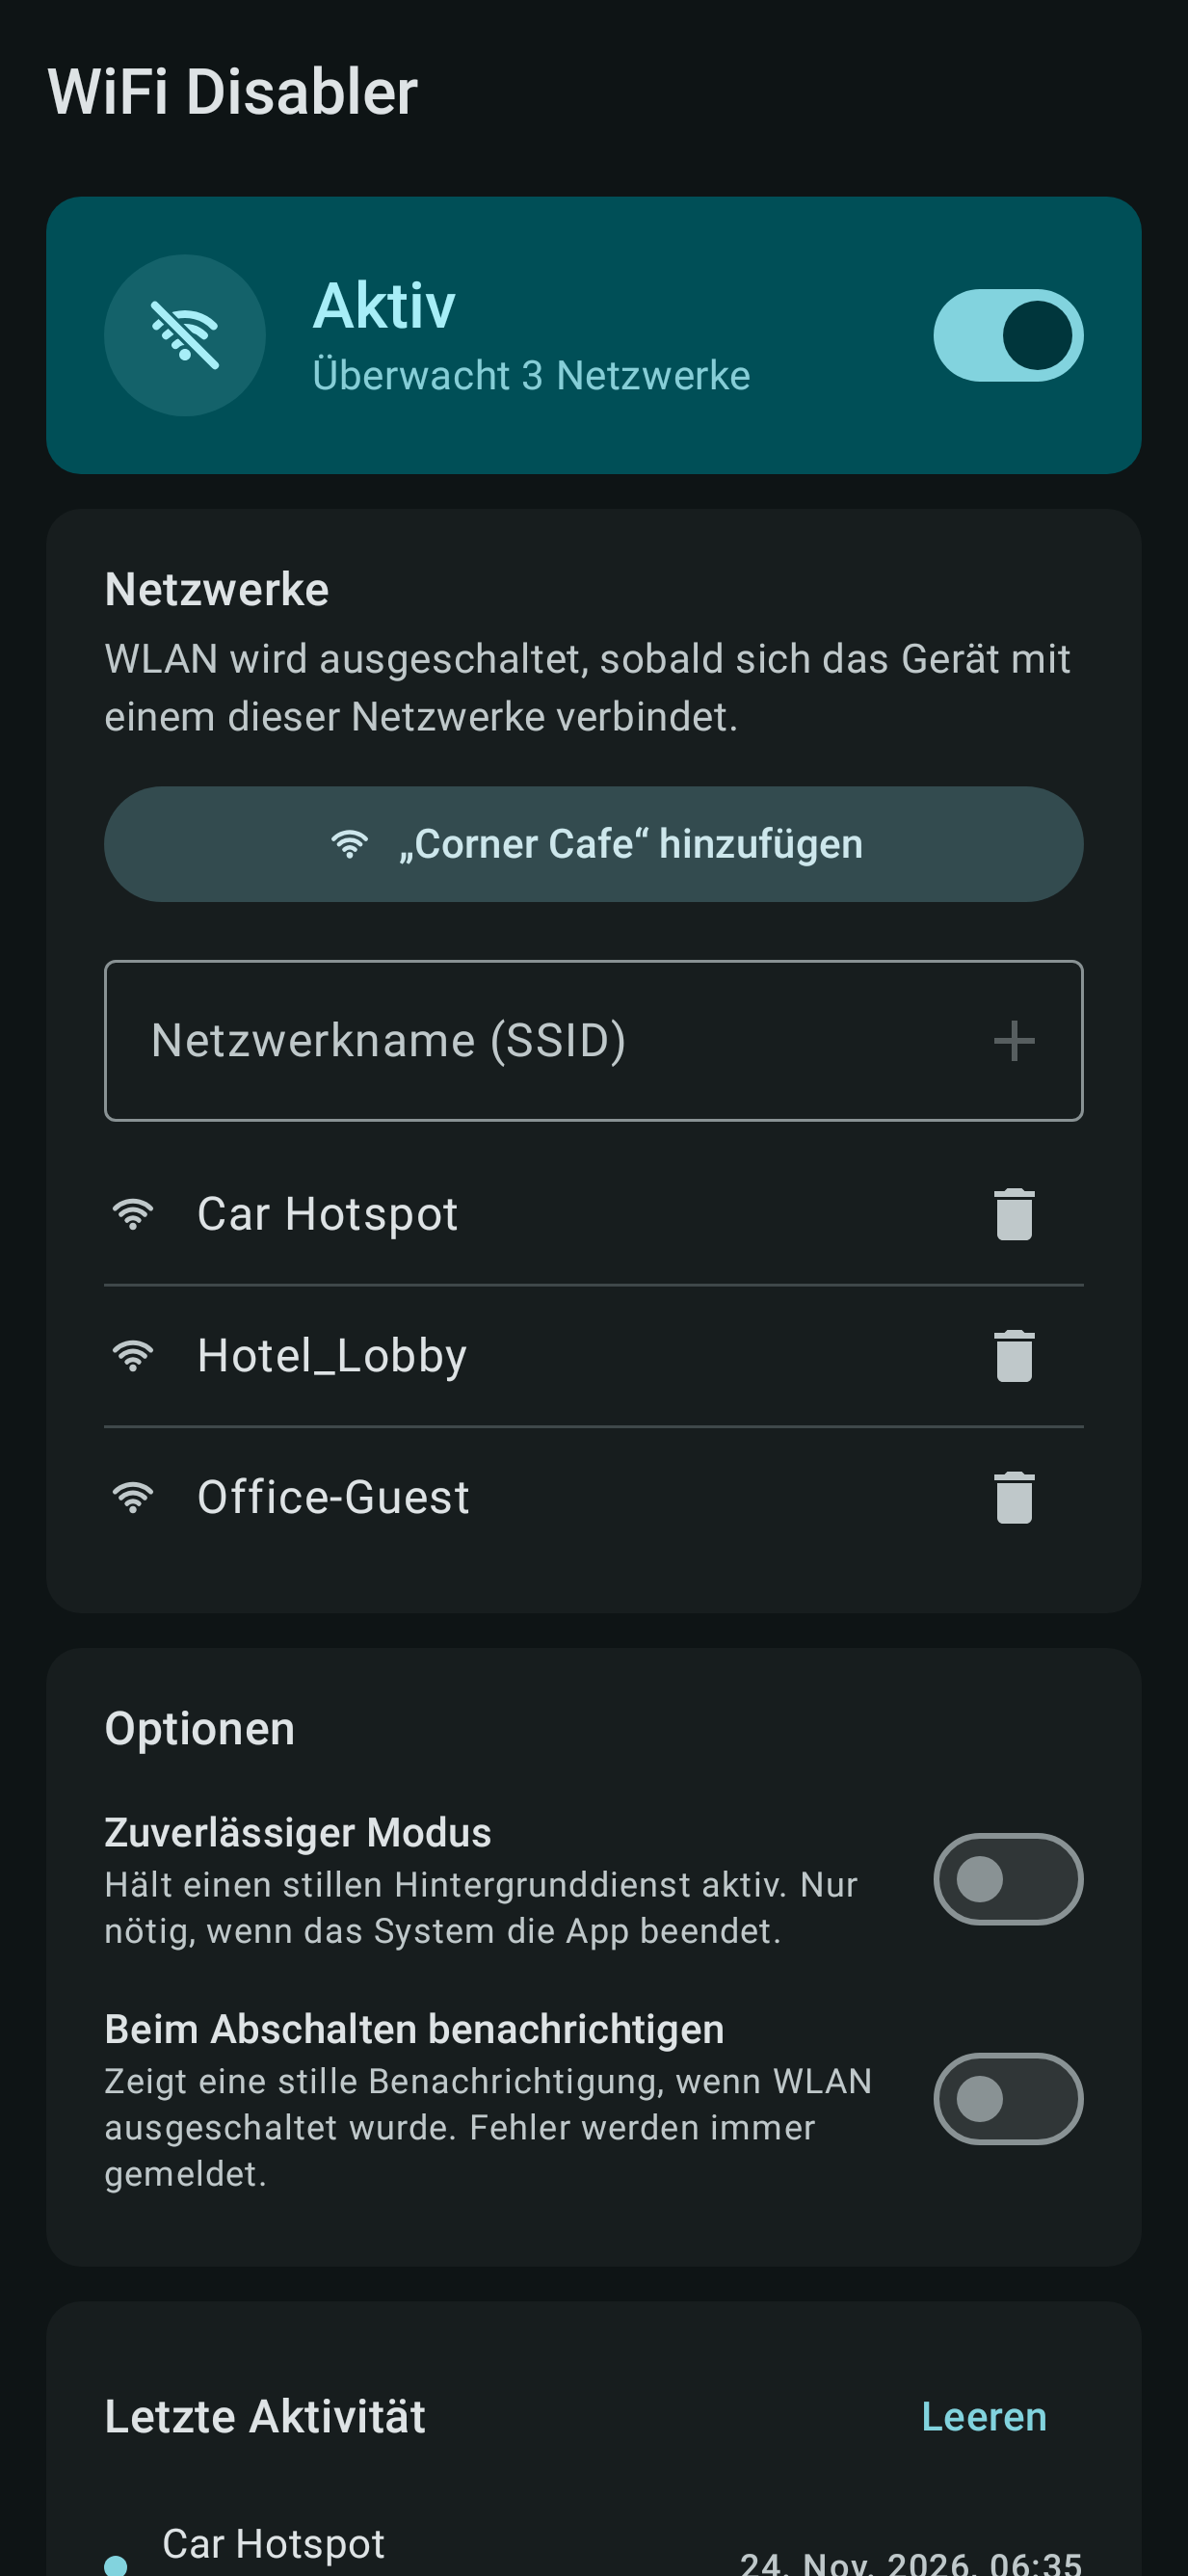 WiFi Disabler
Aktiv
Überwacht 3 Netzwerke
Netzwerke
WLAN wird ausgeschaltet, sobald sich das Gerät mit
einem dieser Netzwerke verbindet.
„Corner Cafe“ hinzufügen
Netzwerkname (SSID)
Car Hotspot
Hotel_Lobby
Office-Guest
Optionen
Zuverlässiger Modus
Hält einen stillen Hintergrunddienst aktiv. Nur
nötig, wenn das System die App beendet.
Beim Abschalten benachrichtigen
Zeigt eine stille Benachrichtigung, wenn WLAN
ausgeschaltet wurde. Fehler werden immer
gemeldet.
Letzte Aktivität
Leeren
Car Hotspot
24. Nov. 2026, 06:35